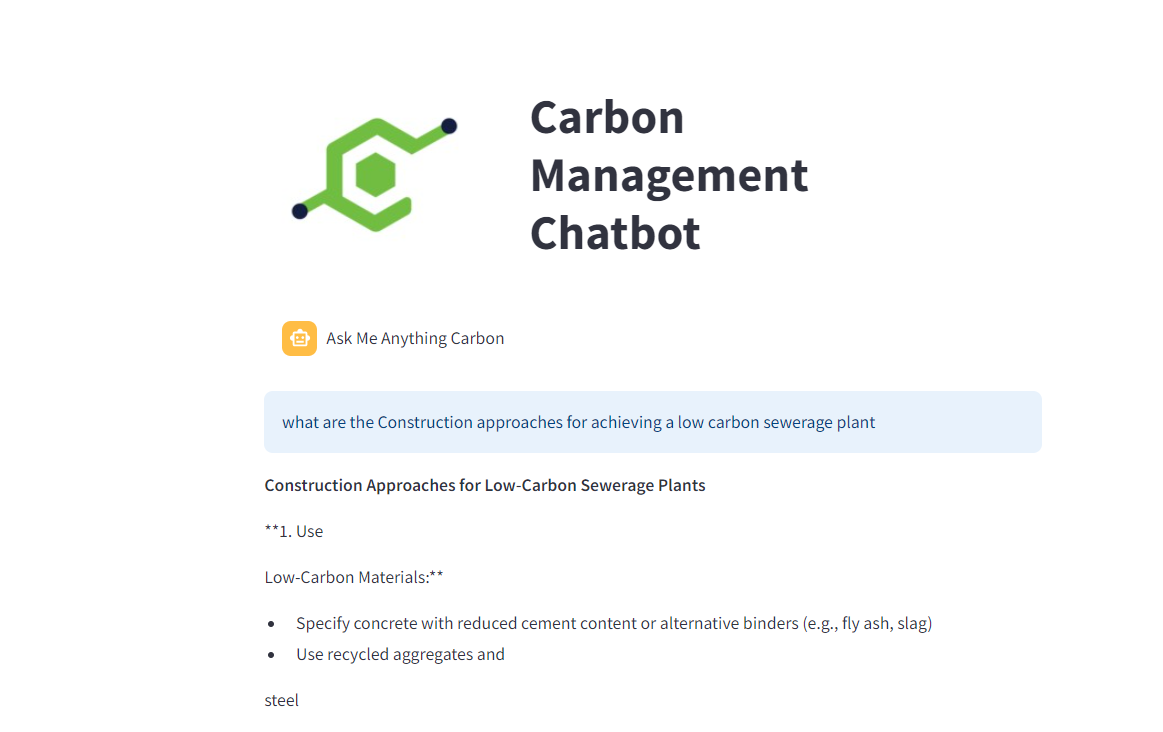 Carbon
Management
Chatbot
Ask Me Anything Carbon
what are the Construction approaches for achieving a low carbon sewerage plant
Construction Approaches for Low-Carbon Sewerage Plants
**1. Use
Low-Carbon Materials:**
• Specify concrete with reduced cement content or alternative binders (e.g., fly ash, slag)
• Use recycled aggregates and
steel